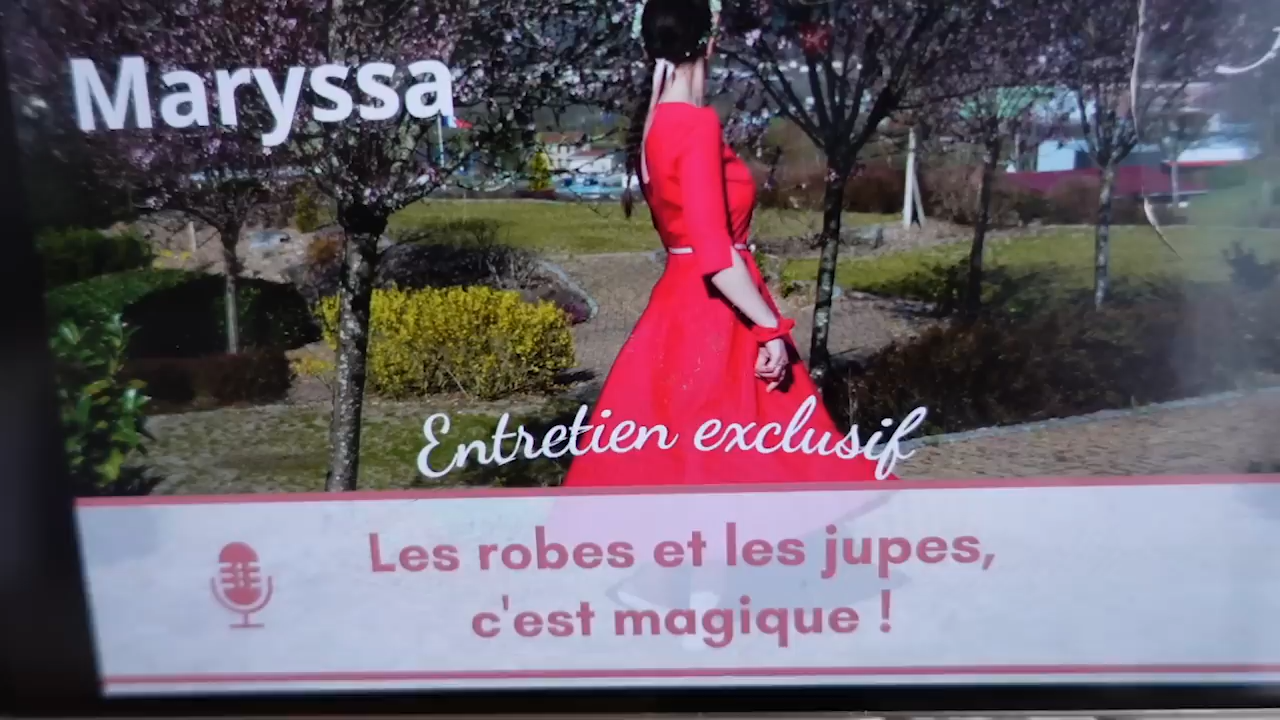 Maryssa
Entretien exclusif
Les robes et les jupes,
c'est magique !